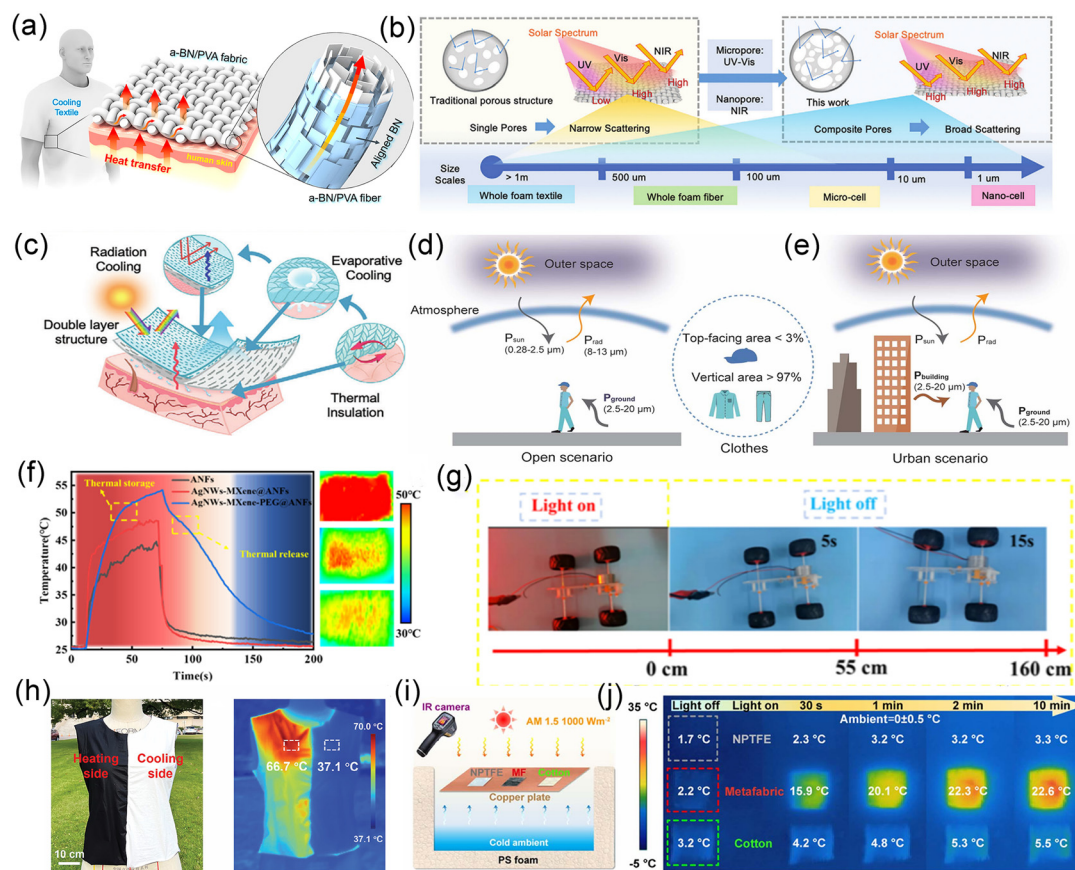 (a)
a-BN/PVA fabric
Cooling
Textile
Heat transfer
human skin
Aligned BN
a-BN/PVA fiber
(b)
Solar Spectrum
UV
Vis
NIR
Low
High
High
Traditional porous structure
Single Pores
Narrow Scattering
Micropore:
UV-Vis
Nanopore:
NIR
Solar Spectrum
UV
Vis
NIR
High
High
High
This work
Composite Pores
Broad Scattering
Size
Scales
> 1m
500 um
100 um
10 um
1 um
Whole foam textile
Whole foam fiber
Micro-cell
Nano-cell
(c)
Radiation
Cooling
Evaporative
Cooling
Double layer
structure
Thermal
Insulation
(d)
Outer space
Atmosphere
Psun
(0.28-2.5 μm)
Prad
(8-13 μm)
Pground
(2.5-20 μm)
Open scenario
Top-facing area < 3%
Vertical area > 97%
Clothes
(e)
Outer space
Psun
Prad
Pbuilding
(2.5-20 μm)
Pground
(2.5-20 μm)
Urban scenario
(f)
Temperature(℃)
55
50
45
40
35
30
25
Thermal storage
ANFs
AgNWs-MXene@ANFs
AgNWs-MXene-PEG@ANFs
Thermal release
0
50
100
150
200
Time(s)
50℃
30℃
(g)
Light on
Light off
5s
15s
0 cm
55 cm
160 cm
(h)
Heating
side
Cooling
side
10 cm
66.7 °C
37.1 °C
70.0 °C
37.1 °C
(i)
IR camera
AM 1.5 1000 Wm-2
NPTFE
MF
Cotton
Copper plate
Cold ambient
PS foam
(j)
35 °C
-5 °C
Light off
Light on
30 s
1 min
2 min
10 min
Ambient=0±0.5 °C
1.7 °C
NPTFE
2.3 °C
3.2 °C
3.2 °C
3.3 °C
2.2 °C
Metafabric
15.9 °C
20.1 °C
22.3 °C
22.6 °C
3.2 °C
Cotton
4.2 °C
4.8 °C
5.3 °C
5.5 °C